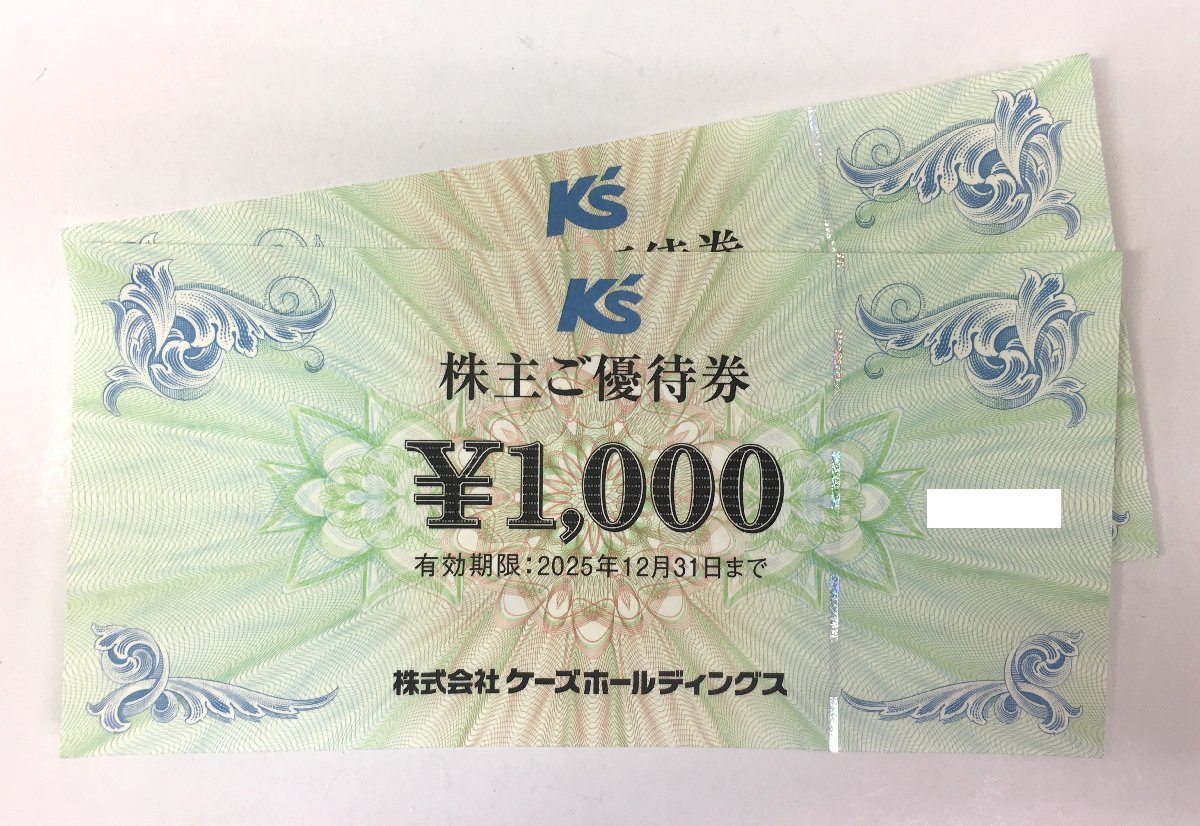 K's
待券
K's
株主ご優待券
¥1,000
有効期限：2025年12月31日まで
株式会社 ケーズホールディングス